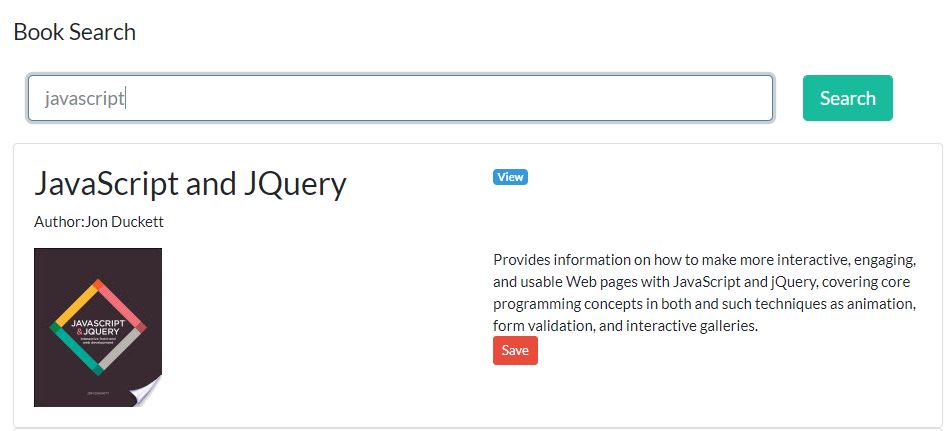 Book Search
javascript
Search
JavaScript and JQuery
View
Author:Jon Duckett
JAVASCRIPT
& JQUERY
interactive front-end
web development
JON DUCKETT
Provides information on how to make more interactive, engaging,
and usable Web pages with JavaScript and jQuery, covering core
programming concepts in both and such techniques as animation,
form validation, and interactive galleries.
Save